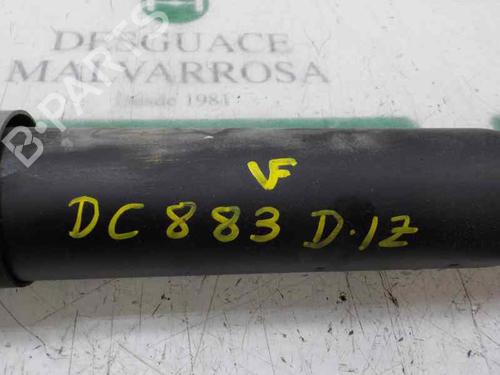 DESGUACE
MALVARROSA
Desde 1981
B-PARTS
VF
DC 883 D.IZ